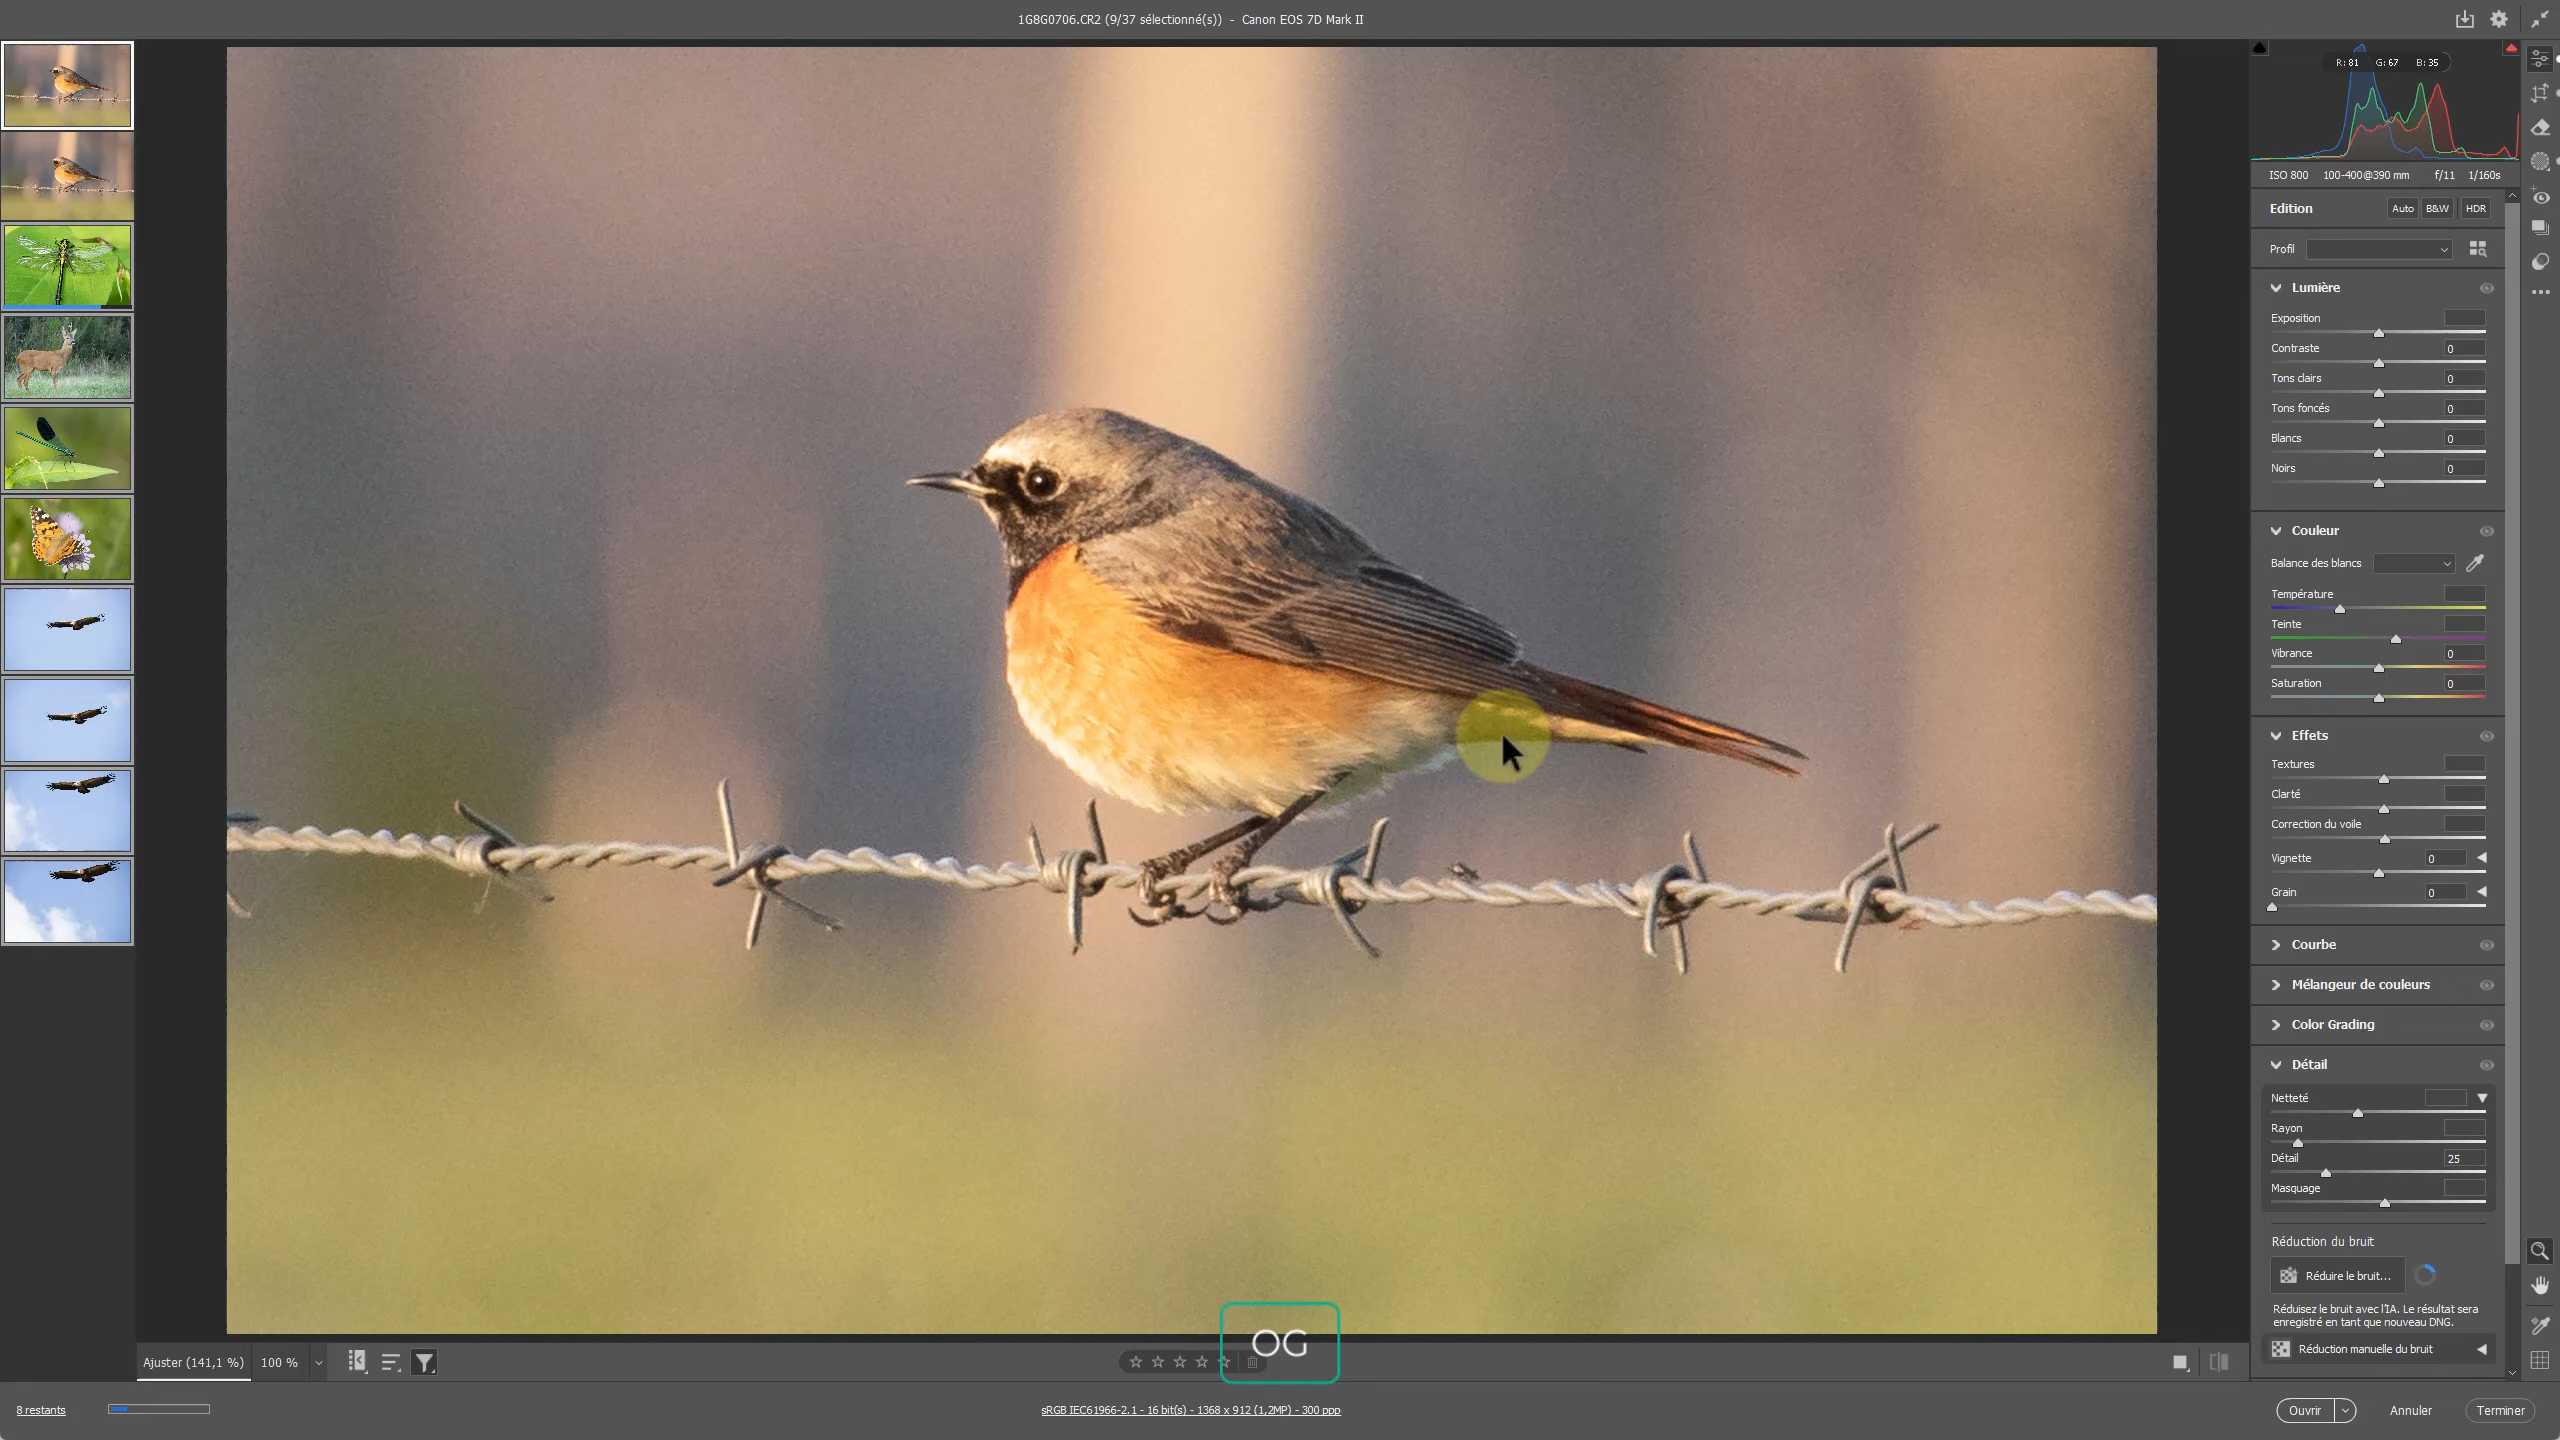 1G8G0706.CR2 (9/37 sélectionné(s)) - Canon EOS 7D Mark II
R: 81 G: 67 B: 35
ISO 800 100-400@390 mm f/11 1/160s
Edition Auto B&W HDR
Profil
Lumière
Exposition
Contraste 0
Tons clairs 0
Tons foncés 0
Blancs 0
Noirs 0
Couleur
Balance des blancs
Température
Teinte
Vibrance 0
Saturation 0
Effets
Textures
Clarté
Correction du voile
Vignette 0
Grain 0
Courbe
Mélangeur de couleurs
Color Grading
Détail
Netteté
Rayon
Détail 25
Masquage
Réduction du bruit
Réduire le bruit...
Réduisez le bruit avec l'IA. Le résultat sera
enregistré en tant que nouveau DNG.
Réduction manuelle du bruit
Ajuster (141,1 %) 100 %
OG
8 restants
sRGB IEC61966-2.1 - 16 bit(s) - 1368 x 912 (1,2MP) - 300 ppp
Ouvrir Annuler Terminer